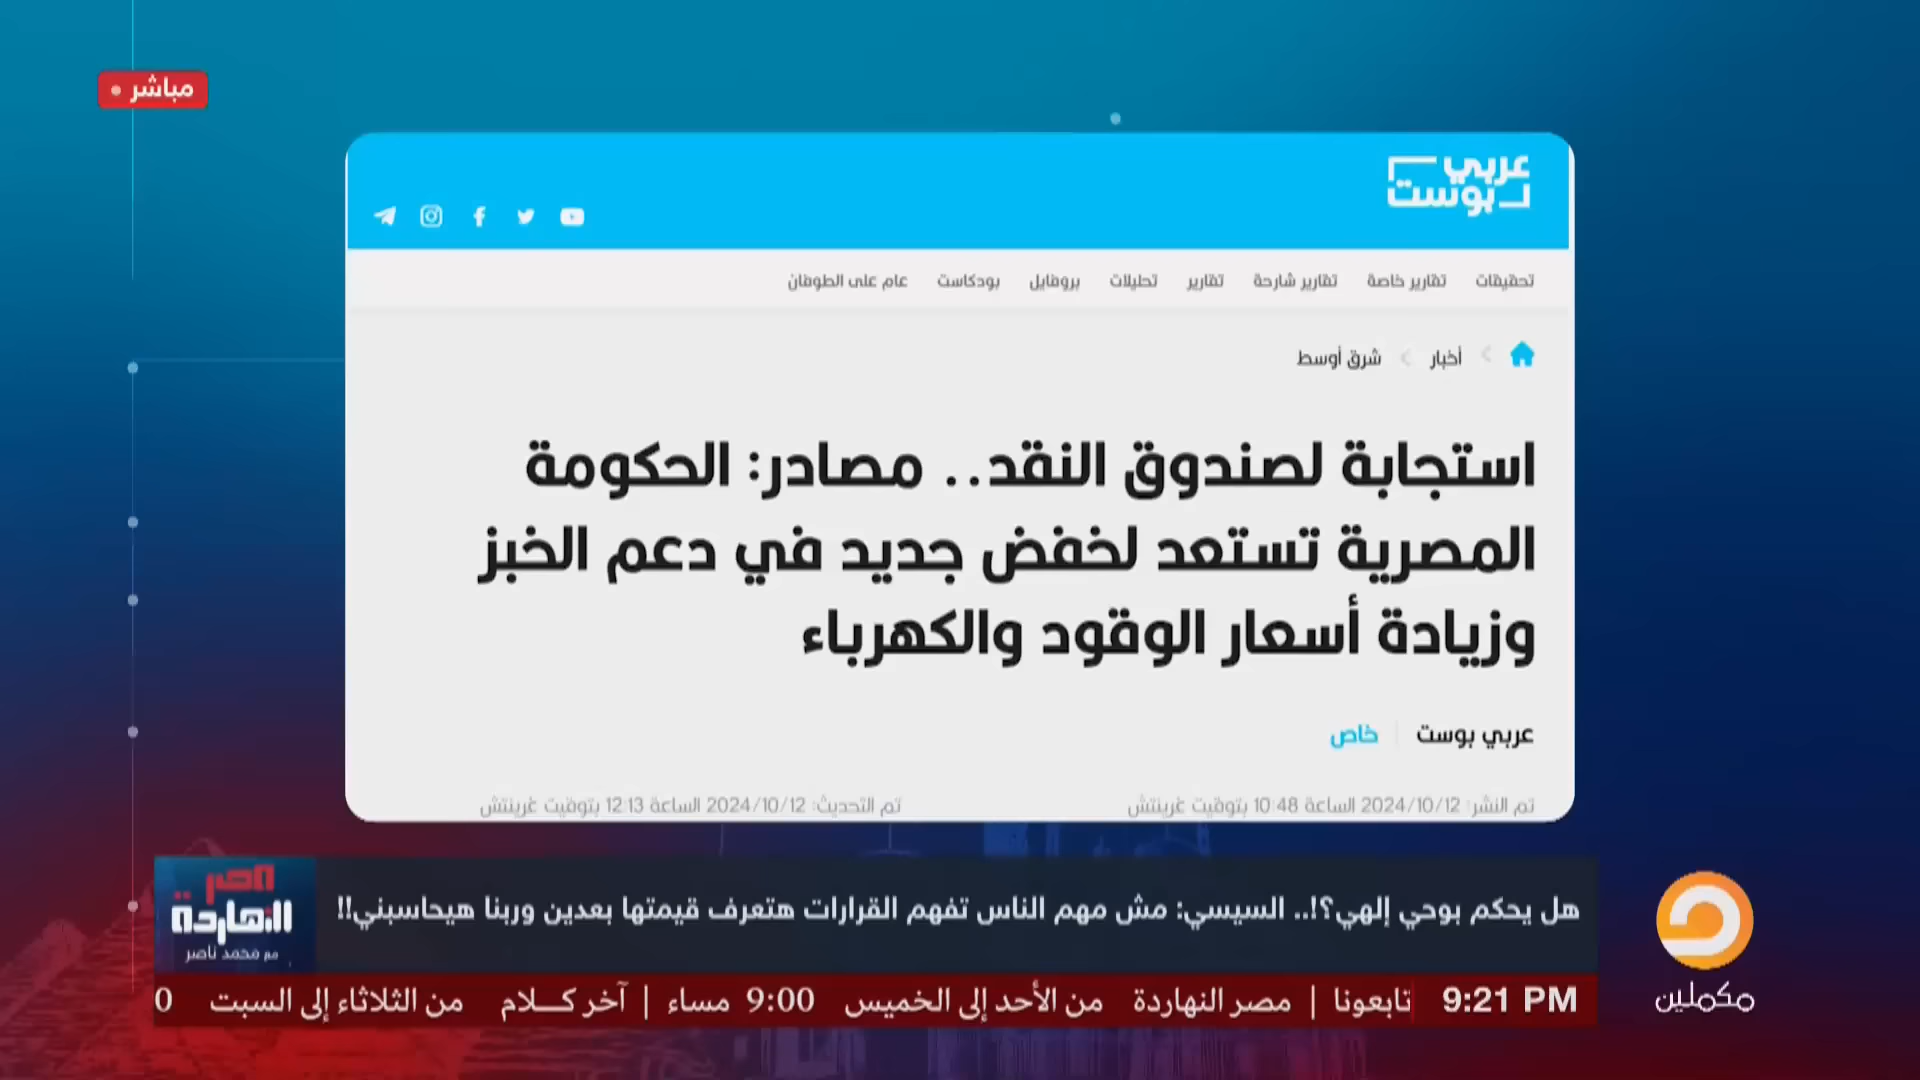 مباشر
عربي
بوست
تحقيقات تقارير خاصة تقارير شارحة تقارير تحليلات بروفايل بودكاست عام على الطوفان
أخبار شرق أوسط
استجابة لصندوق النقد.. مصادر: الحكومة
المصرية تستعد لخفض جديد في دعم الخبز
وزيادة أسعار الوقود والكهرباء
عربي بوست خاص
تم النشر: 2024/10/12 الساعة 10:48 بتوقيت غرينتش تم التحديث: 2024/10/12 الساعة 12:13 بتوقيت غرينتش
هل يحكم بوحي إلهي؟!.. السيسي: مش مهم الناس تفهم القرارات هتعرف قيمتها بعدين وربنا هيحاسبني!!
مصر
النهاردة
مع محمد ناصر
9:21 PM تابعونا | مصر النهاردة من الأحد إلى الخميس 9:00 مساء | آخر كـــلام من الثلاثاء إلى السبت 0
مكملين